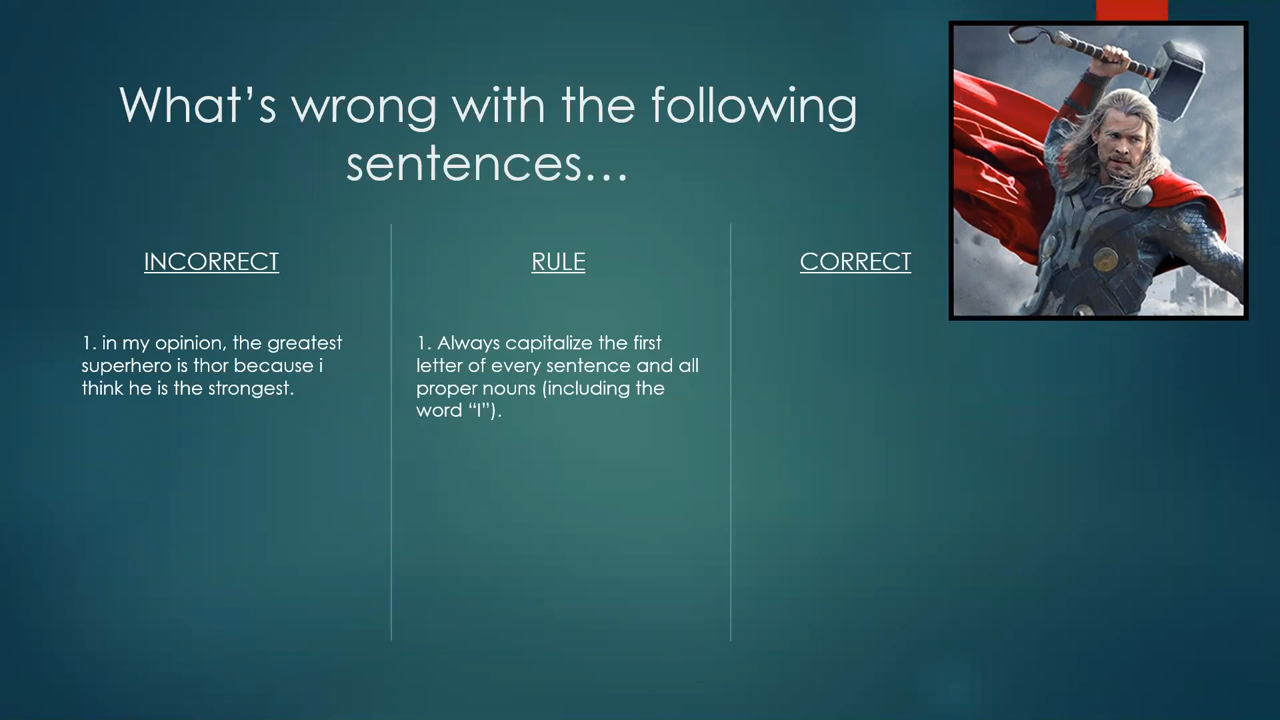 What's wrong with the following
sentences…
INCORRECT
1. in my opinion, the greatest
superhero is thor because i
think he is the strongest.
RULE
1. Always capitalize the first
letter of every sentence and all
proper nouns (including the
word “I”).
CORRECT